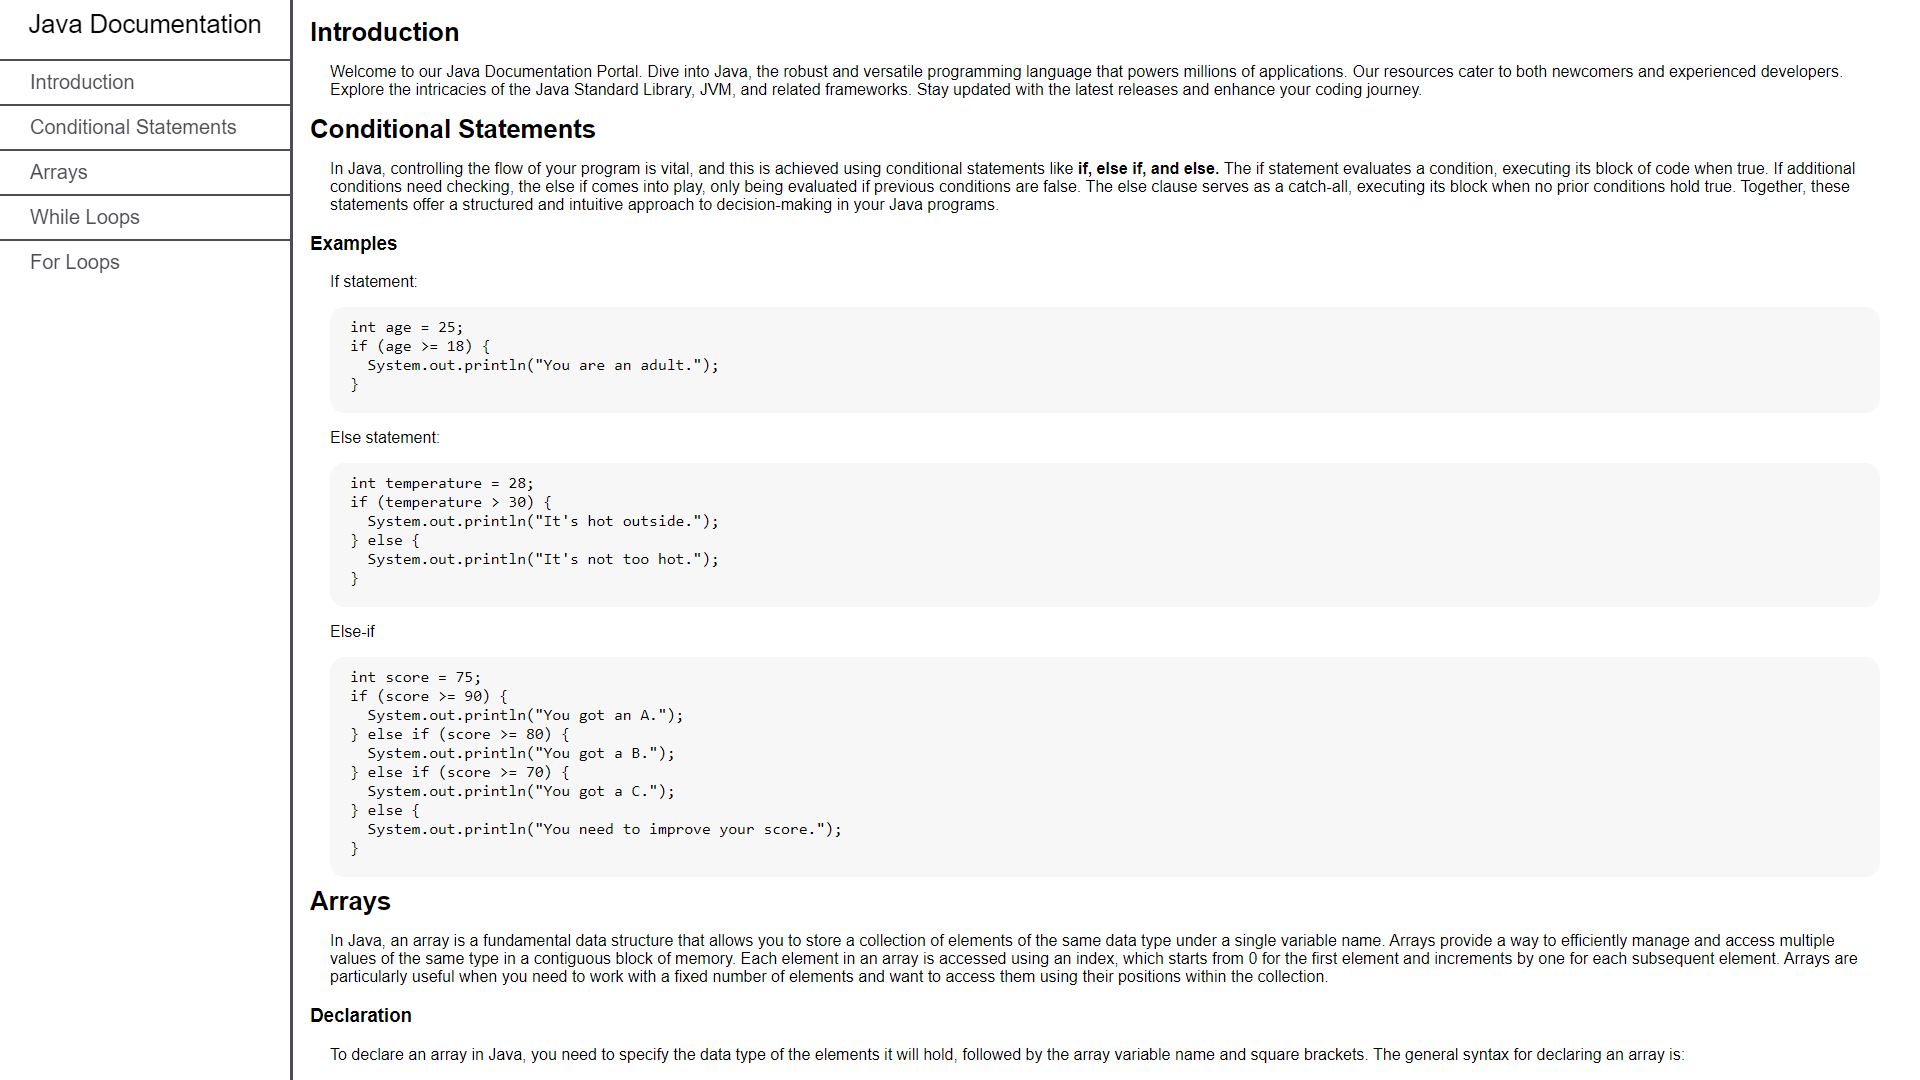 Java Documentation
Introduction
Conditional Statements
Arrays
While Loops
For Loops
Introduction
Welcome to our Java Documentation Portal. Dive into Java, the robust and versatile programming language that powers millions of applications. Our resources cater to both newcomers and experienced developers.
Explore the intricacies of the Java Standard Library, JVM, and related frameworks. Stay updated with the latest releases and enhance your coding journey.
Conditional Statements
In Java, controlling the flow of your program is vital, and this is achieved using conditional statements like if, else if, and else. The if statement evaluates a condition, executing its block of code when true. If additional
conditions need checking, the else if comes into play, only being evaluated if previous conditions are false. The else clause serves as a catch-all, executing its block when no prior conditions hold true. Together, these
statements offer a structured and intuitive approach to decision-making in your Java programs.
Examples
If statement:
int age = 25;
if (age >= 18) {
  System.out.println("You are an adult.");
}
Else statement:
int temperature = 28;
if (temperature > 30) {
  System.out.println("It's hot outside.");
} else {
  System.out.println("It's not too hot.");
}
Else-if
int score = 75;
if (score >= 90) {
  System.out.println("You got an A.");
} else if (score >= 80) {
  System.out.println("You got a B.");
} else if (score >= 70) {
  System.out.println("You got a C.");
} else {
  System.out.println("You need to improve your score.");
}
Arrays
In Java, an array is a fundamental data structure that allows you to store a collection of elements of the same data type under a single variable name. Arrays provide a way to efficiently manage and access multiple
values of the same type in a contiguous block of memory. Each element in an array is accessed using an index, which starts from 0 for the first element and increments by one for each subsequent element. Arrays are
particularly useful when you need to work with a fixed number of elements and want to access them using their positions within the collection.
Declaration
To declare an array in Java, you need to specify the data type of the elements it will hold, followed by the array variable name and square brackets. The general syntax for declaring an array is: